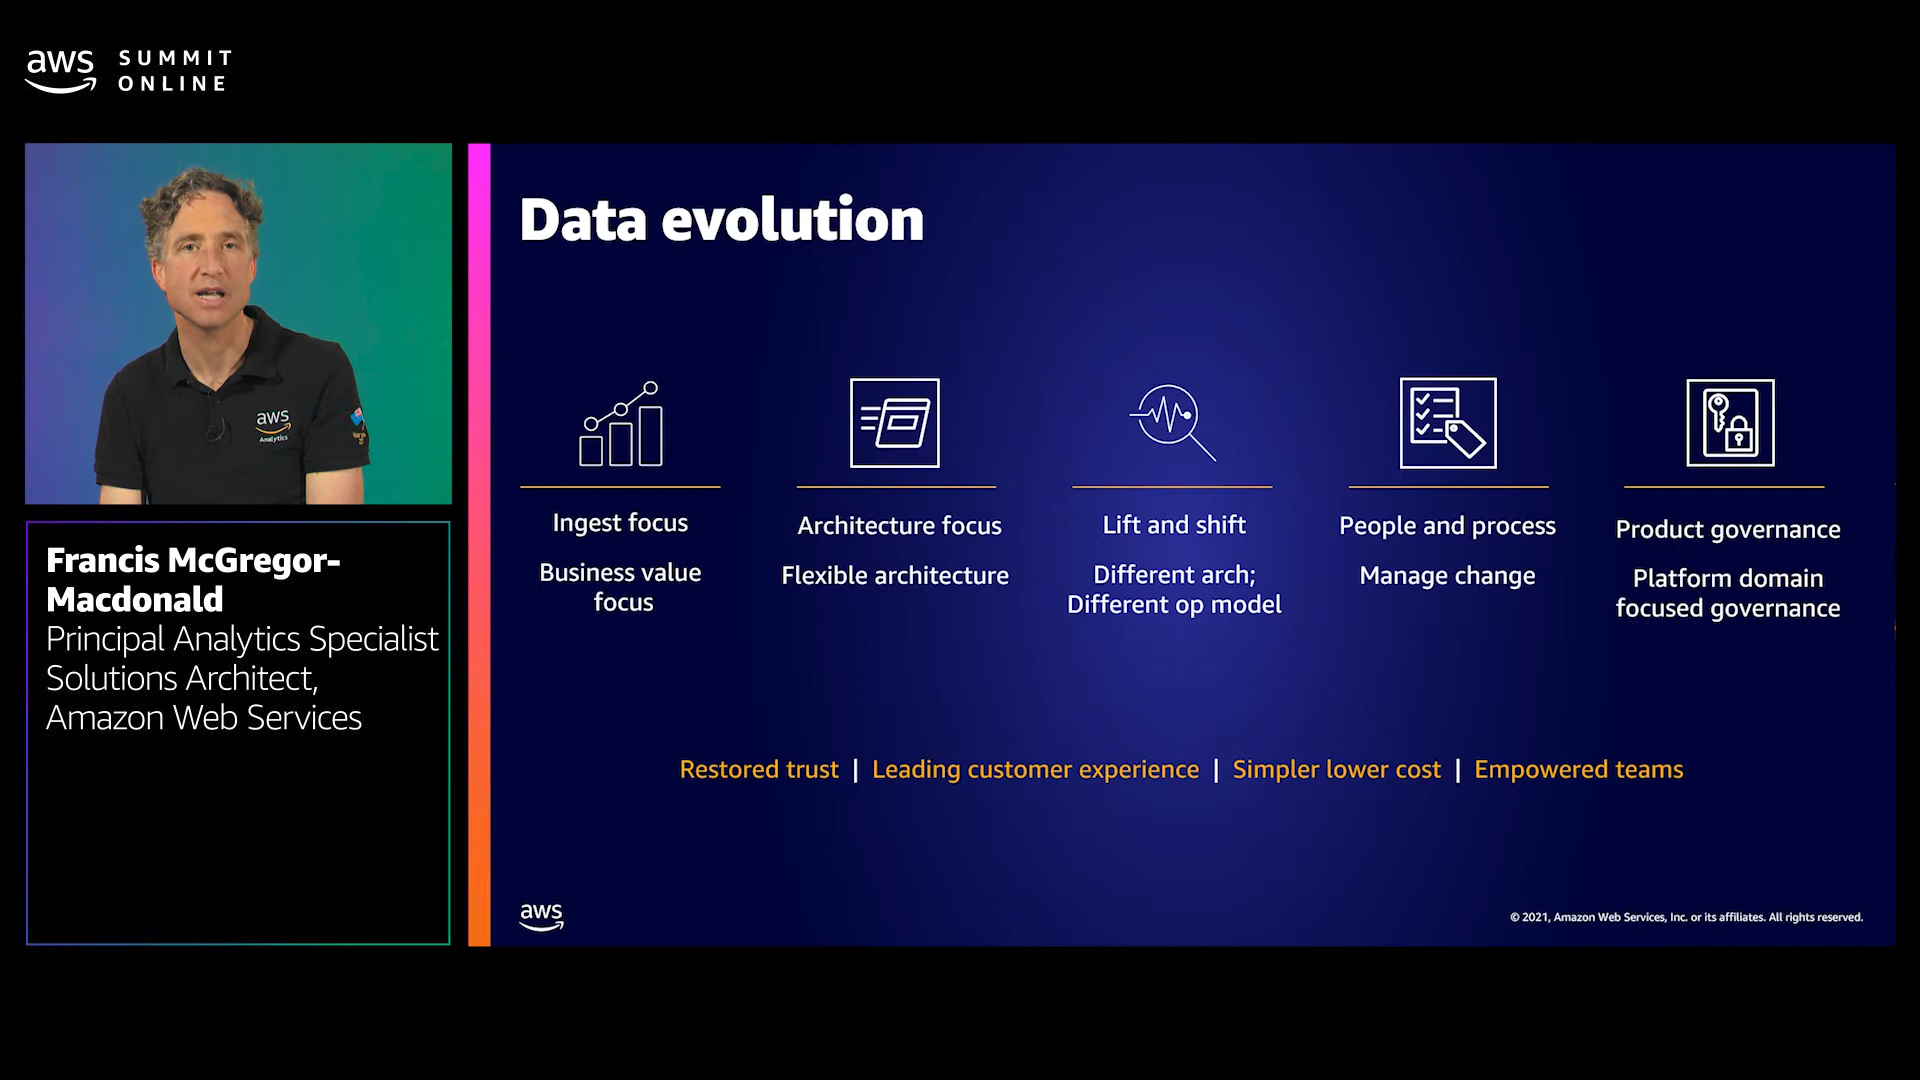 aws
SUMMIT
ONLINE
aws
Analytics
Francis McGregor-
Macdonald
Principal Analytics Specialist
Solutions Architect,
Amazon Web Services
Data evolution
Ingest focus
Business value
focus
Architecture focus
Flexible architecture
Lift and shift
Different arch;
Different op model
People and process
Manage change
Product governance
Platform domain
focused governance
Restored trust | Leading customer experience | Simpler lower cost | Empowered teams
aws
© 2021, Amazon Web Services, Inc. or its affiliates. All rights reserved.